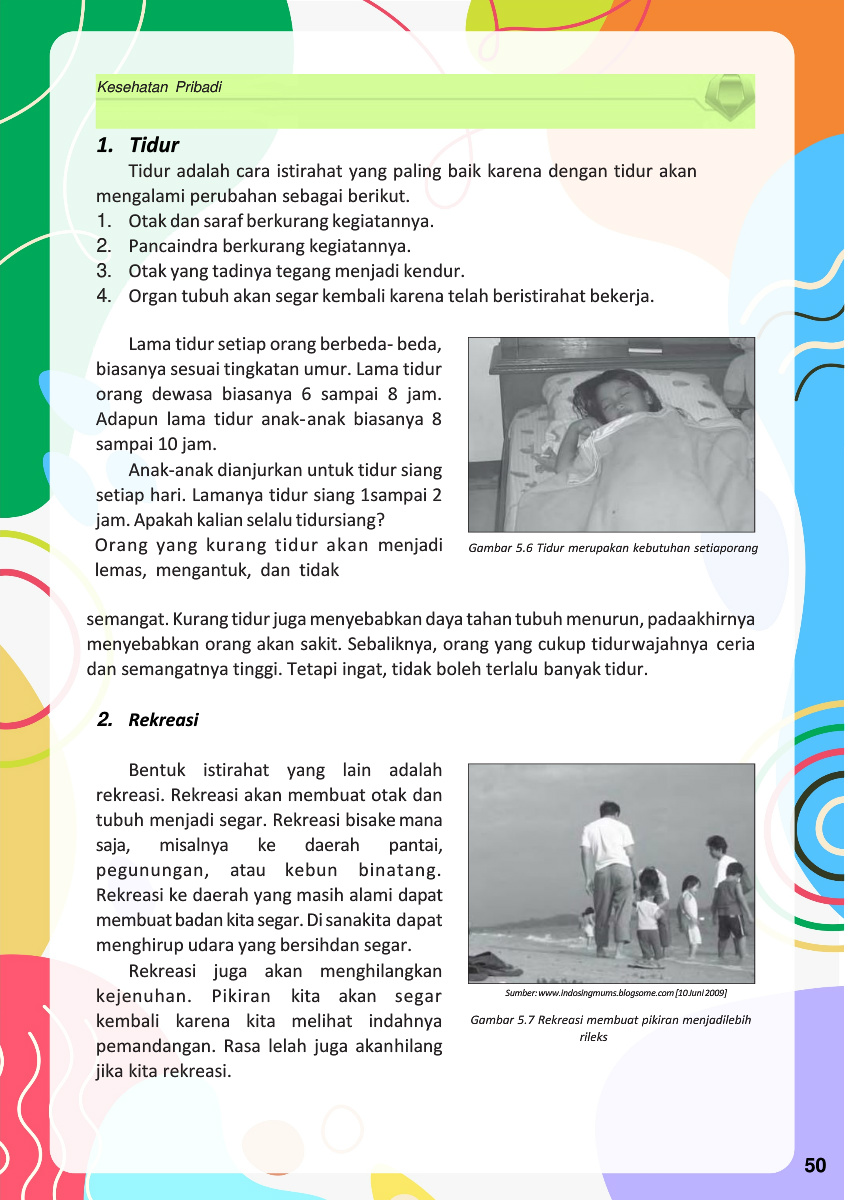 Kesehatan Pribadi
1. Tidur
Tidur adalah cara istirahat yang paling baik karena dengan tidur akan
mengalami perubahan sebagai berikut.
1. Otak dan saraf berkurang kegiatannya.
2. Pancaindra berkurang kegiatannya.
3. Otak yang tadinya tegang menjadi kendur.
4. Organ tubuh akan segar kembali karena telah beristirahat bekerja.
Lama tidur setiap orang berbeda- beda,
biasanya sesuai tingkatan umur. Lama tidur
orang dewasa biasanya 6 sampai 8 jam.
Adapun lama tidur anak-anak biasanya 8
sampai 10 jam.
Anak-anak dianjurkan untuk tidur siang
setiap hari. Lamanya tidur siang 1sampai 2
jam. Apakah kalian selalu tidursiang?
Orang yang kurang tidur akan menjadi
lemas, mengantuk, dan tidak
Gambar 5.6 Tidur merupakan kebutuhan setiaporang
semangat. Kurang tidur juga menyebabkan daya tahan tubuh menurun, padaakhirnya
menyebabkan orang akan sakit. Sebaliknya, orang yang cukup tidurwajahnya ceria
dan semangatnya tinggi. Tetapi ingat, tidak boleh terlalu banyak tidur.
2. Rekreasi
Bentuk istirahat yang lain adalah
rekreasi. Rekreasi akan membuat otak dan
tubuh menjadi segar. Rekreasi bisake mana
saja, misalnya ke daerah pantai,
pegunungan, atau kebun binatang.
Rekreasi ke daerah yang masih alami dapat
membuat badan kita segar. Di sanakita dapat
menghirup udara yang bersihdan segar.
Rekreasi juga akan menghilangkan
kejenuhan. Pikiran kita akan segar
kembali karena kita melihat indahnya
pemandangan. Rasa lelah juga akanhilang
jika kita rekreasi.
Sumber: www.indosingmums.blogsome.com [10 Juni 2009]
Gambar 5.7 Rekreasi membuat pikiran menjadilebih
rileks
50